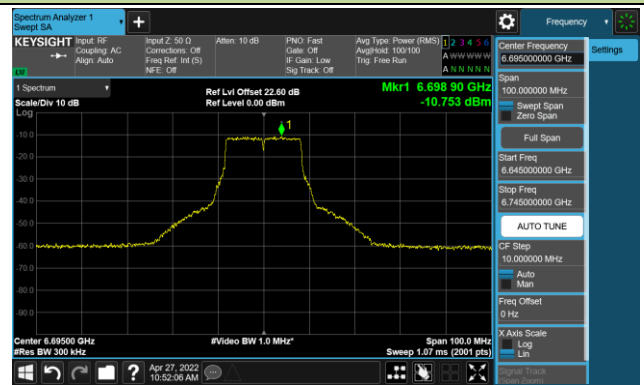 Spectrum Analyzer 1
Swept SA
Frequency
KEYSIGHT
Input: RF
Coupling: AC
Align: Auto
Input Z: 50 Ω
Corrections: Off
Freq Ref: Int (S)
NFE: Off
Atten: 10 dB
PNO: Fast
Gate: Off
IF Gain: Low
Sig Track: Off
Avg Type: Power (RMS)
Avg|Hold: 100/100
Trig: Free Run
1 2 3 4 5 6
A W W W W W
A N N N N N
1 Spectrum
Scale/Div 10 dB
Ref Lvl Offset 22.60 dB
Ref Level 0.00 dBm
Mkr1 6.698 90 GHz
-10.753 dBm
Log
1
-10.0
-20.0
-30.0
-40.0
-50.0
-60.0
-70.0
-80.0
-90.0
Center 6.69500 GHz
#Res BW 300 kHz
#Video BW 1.0 MHz*
Span 100.0 MHz
Sweep 1.07 ms (2001 pts)
Center Frequency
6.695000000 GHz
Span
100.000000 MHz
Swept Span
Zero Span
Full Span
Start Freq
6.645000000 GHz
Stop Freq
6.745000000 GHz
AUTO TUNE
CF Step
10.000000 MHz
Auto
Man
Freq Offset
0 Hz
X Axis Scale
Log
Lin
Signal Track
(Span Zoom)
Settings
Apr 27, 2022
10:52:06 AM